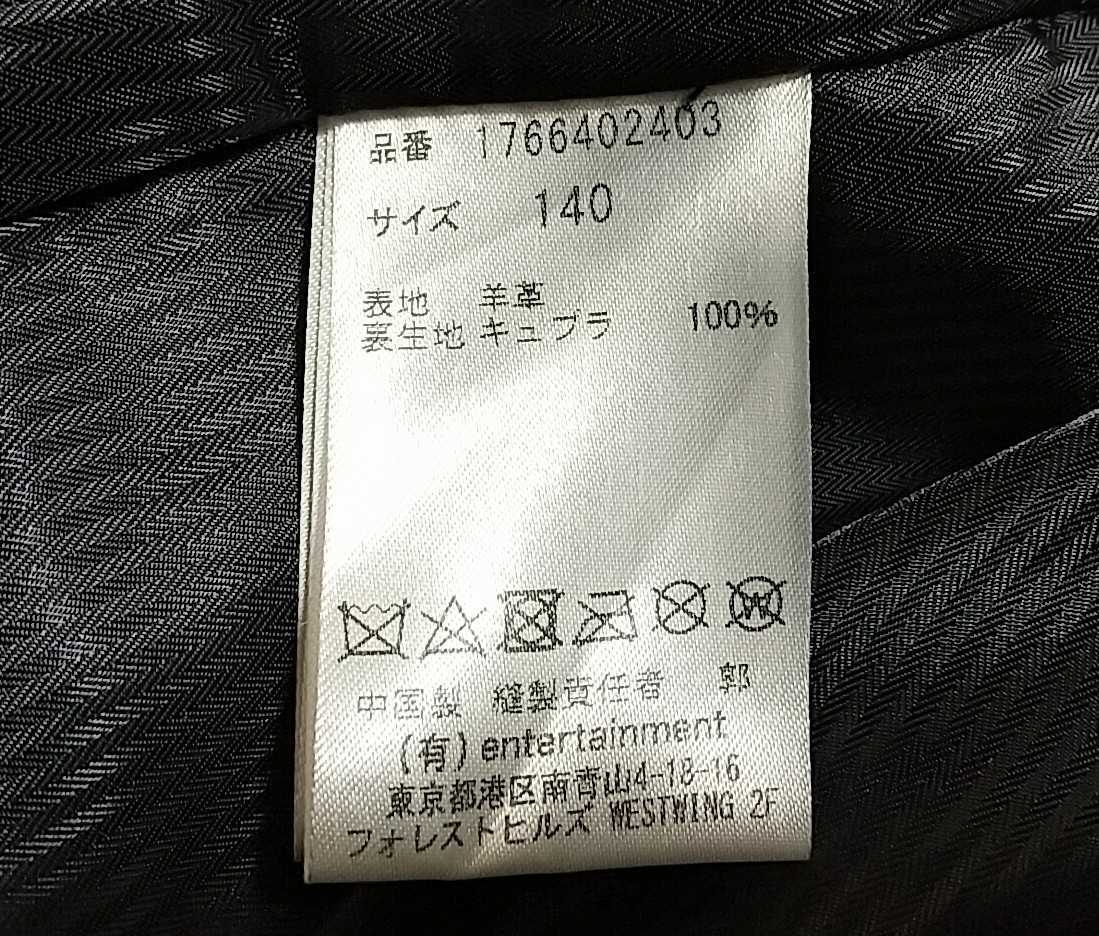 品番 1766402403
サイズ 140
表地 羊革
裏生地 キュプラ 100%
中国製 縫製責任者 郭
(有) entertainment
東京都港区南青山4-18-16
フォレストヒルズ WESTWING 2F